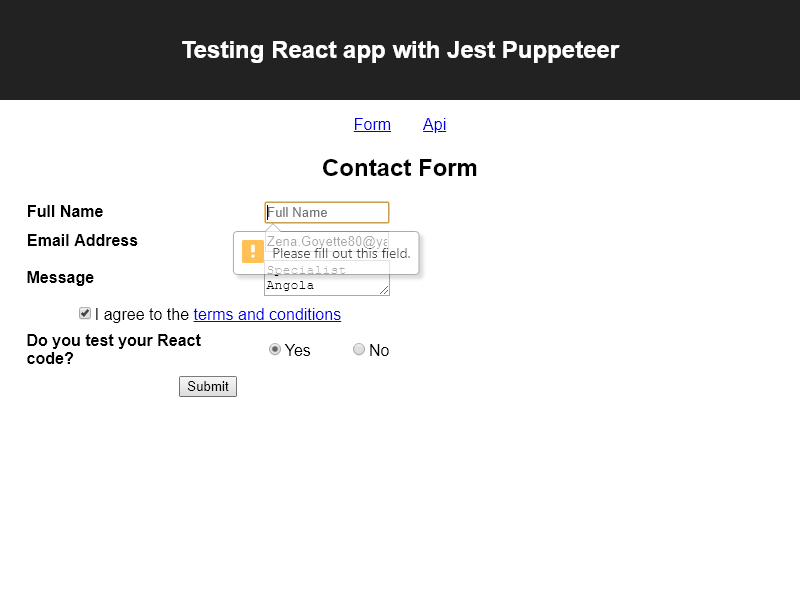 Testing React app with Jest Puppeteer
Form Api
Contact Form
Full Name Full Name
Email Address Zena.Goyette80@ya
Please fill out this field.
Message Specialist
Angola
I agree to the terms and conditions
Do you test your React
code? Yes No
Submit